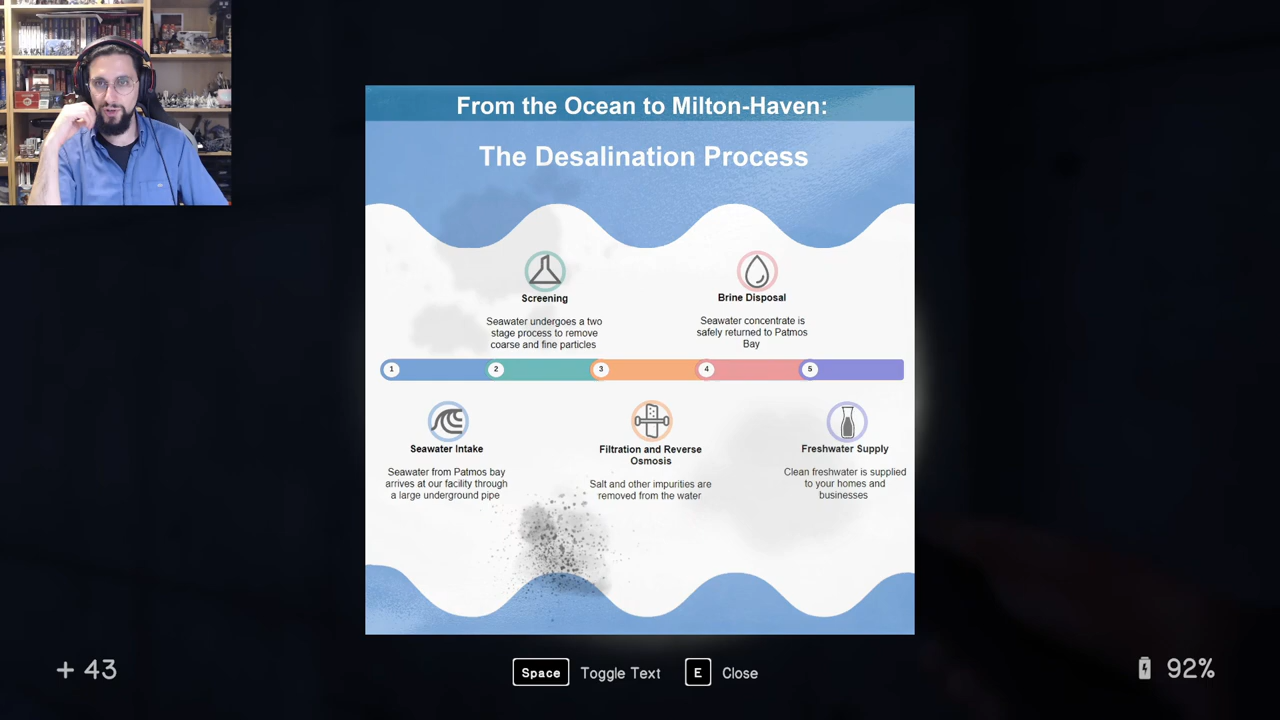 From the Ocean to Milton-Haven:
The Desalination Process
Screening
Seawater undergoes a two
stage process to remove
coarse and fine particles
Brine Disposal
Seawater concentrate is
safely returned to Patmos
Bay
1
2
3
4
5
Seawater Intake
Seawater from Patmos bay
arrives at our facility through
a large underground pipe
Filtration and Reverse
Osmosis
Salt and other impurities are
removed from the water
Freshwater Supply
Clean freshwater is supplied
to your homes and
businesses
+ 43
Space Toggle Text E Close
92%